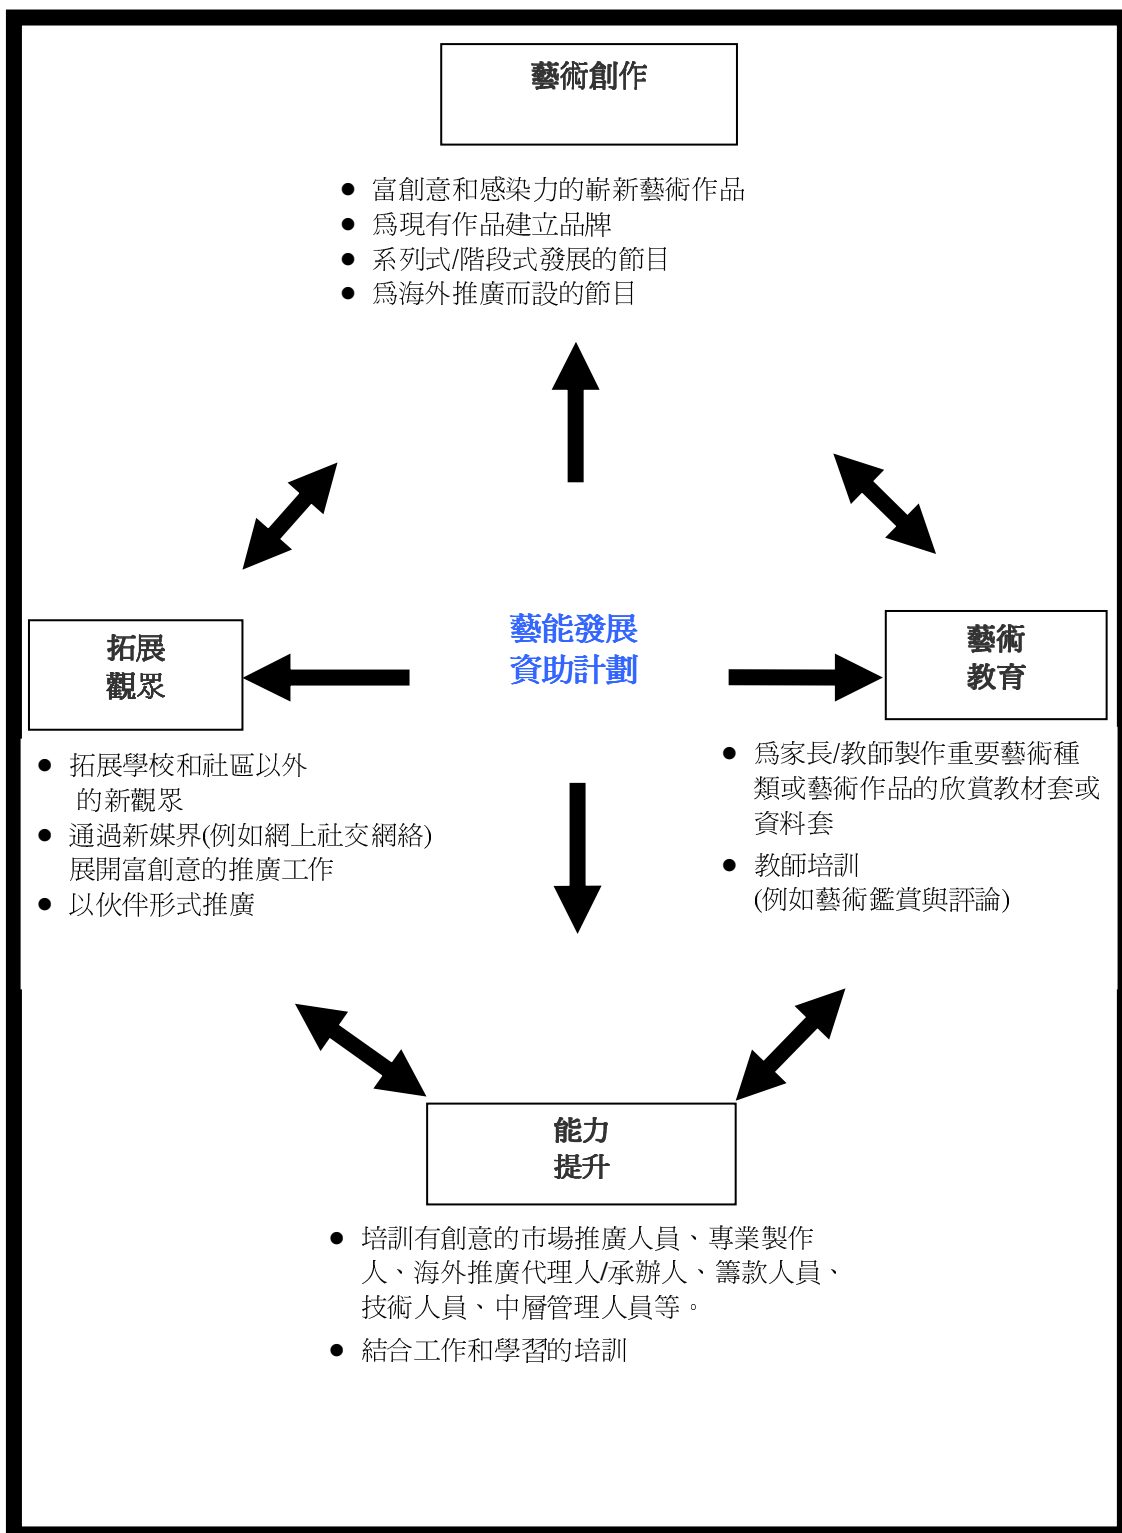 藝術創作
● 富創意和感染力的嶄新藝術作品
● 為現有作品建立品牌
● 系列式/階段式發展的節目
● 為海外推廣而設的節目
藝能發展
資助計劃
拓展
觀眾
● 拓展學校和社區以外
的新觀眾
● 通過新媒界(例如網上社交網絡)
展開富創意的推廣工作
● 以伙伴形式推廣
藝術
教育
● 為家長/教師製作重要藝術種
類或藝術作品的欣賞教材套或
資料套
● 教師培訓
(例如藝術鑑賞與評論)
能力
提升
● 培訓有創意的市場推廣人員、專業製作
人、海外推廣代理人/承辦人、籌款人員、
技術人員、中層管理人員等。
● 結合工作和學習的培訓